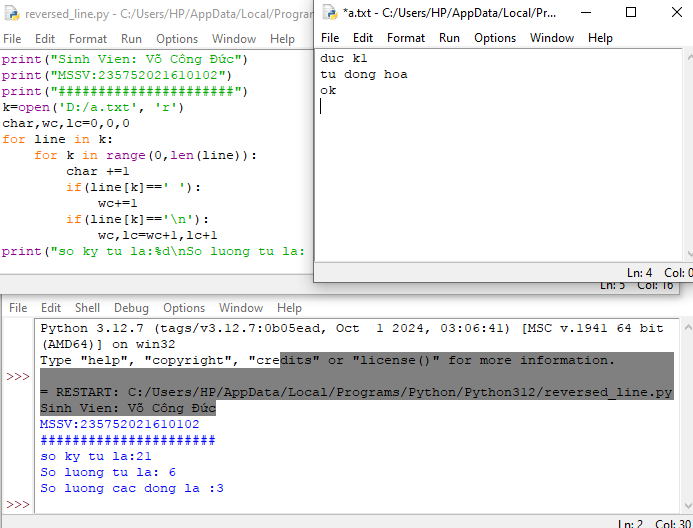 reversed_line.py - C:/Users/HP/AppData/Local/Program
File Edit Format Run Options Window Help
print("Sinh Vien: Võ Công Đức")
print("MSSV:235752021610102")
print("######################")
k=open('D:/a.txt', 'r')
char,wc,lc=0,0,0
for line in k:
    for k in range(0,len(line)):
        char +=1
        if(line[k]==' '):
            wc+=1
        if(line[k]=='\n'):
            wc,lc=wc+1,lc+1
print("so ky tu la:%d\nSo luong tu la:
*a.txt - C:/Users/HP/AppData/Local/Pr...
File Edit Format Run Options Window Help
duc kl
tu dong hoa
ok
Ln: 4 Col: 0
Ln: 5 Col: 16
File Edit Shell Debug Options Window Help
Python 3.12.7 (tags/v3.12.7:0b05ead, Oct  1 2024, 03:06:41) [MSC v.1941 64 bit
(AMD64)] on win32
Type "help", "copyright", "credits" or "license()" for more information.
>>>
= RESTART: C:/Users/HP/AppData/Local/Programs/Python/Python312/reversed_line.py
Sinh Vien: Võ Công Đức
MSSV:235752021610102
######################
so ky tu la:21
So luong tu la: 6
So luong cac dong la :3
>>>
Ln: 2 Col: 30